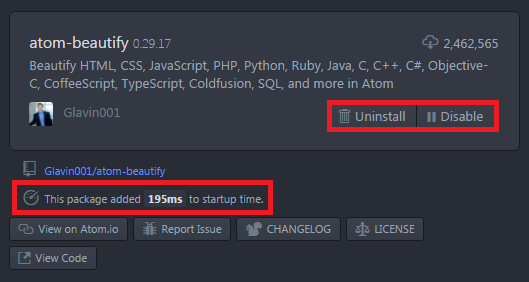 atom-beautify 0.29.17 2,462,565
Beautify HTML, CSS, JavaScript, PHP, Python, Ruby, Java, C, C++, C#, Objective-
C, CoffeeScript, TypeScript, Coldfusion, SQL, and more in Atom
Glavin001 Uninstall Disable
Glavin001/atom-beautify
This package added 195ms to startup time.
View on Atom.io Report Issue CHANGELOG LICENSE
View Code